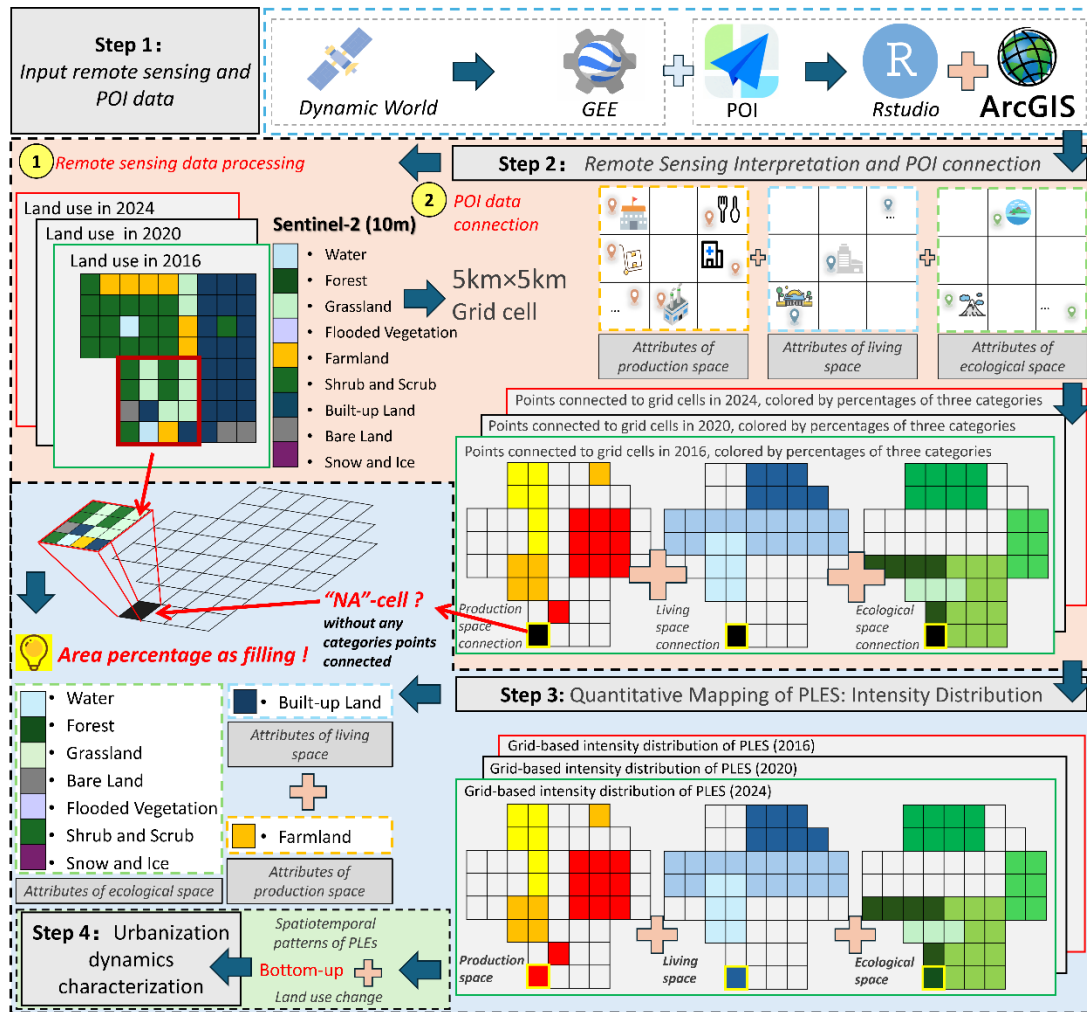 Step 1:
Input remote sensing and
POI data
Dynamic World
GEE
POI
R
Rstudio
ArcGIS
1
Remote sensing data processing
Step 2： Remote Sensing Interpretation and POI connection
2
POI data
connection
Land use in 2024
Land use in 2020
Land use in 2016
Sentinel-2 (10m)
• Water
• Forest
• Grassland
• Flooded Vegetation
• Farmland
• Shrub and Scrub
• Built-up Land
• Bare Land
• Snow and Ice
5km×5km
Grid cell
...
...
...
Attributes of
production space
Attributes of living
space
Attributes of
ecological space
Points connected to grid cells in 2024, colored by percentages of three categories
Points connected to grid cells in 2020, colored by percentages of three categories
Points connected to grid cells in 2016, colored by percentages of three categories
Production
space
connection
Living
space
connection
Ecological
space
connection
“NA”-cell ?
without any
categories points
connected
Area percentage as filling !
Step 3: Quantitative Mapping of PLES: Intensity Distribution
• Water
• Forest
• Grassland
• Bare Land
• Flooded Vegetation
• Shrub and Scrub
• Snow and Ice
Attributes of ecological space
• Built-up Land
Attributes of living
space
• Farmland
Attributes of
production space
Grid-based intensity distribution of PLES (2016)
Grid-based intensity distribution of PLES (2020)
Grid-based intensity distribution of PLES (2024)
Production
space
Living
space
Ecological
space
Step 4： Urbanization
dynamics
characterization
Spatiotemporal
patterns of PLEs
Bottom-up
Land use change